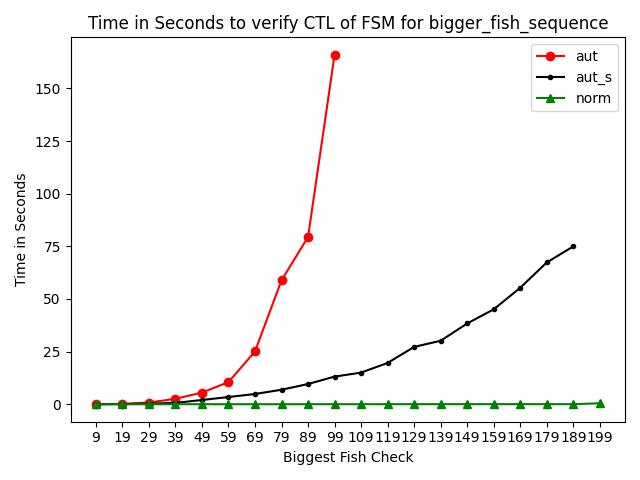 Time in Seconds to verify CTL of FSM for bigger_fish_sequence
aut
aut_s
norm
150
125
100
75
50
25
0
Time in Seconds
9 19 29 39 49 59 69 79 89 99 109 119 129 139 149 159 169 179 189 199
Biggest Fish Check